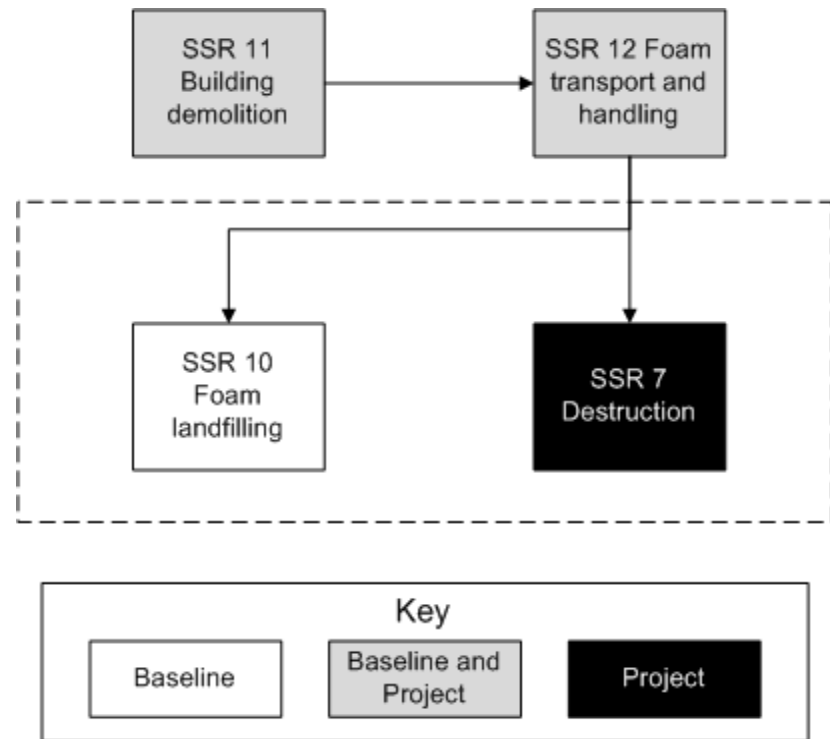 SSR 11
Building
demolition
SSR 12 Foam
transport and
handling
SSR 10
Foam
landfilling
SSR 7
Destruction
Key
Baseline
Baseline and
Project
Project